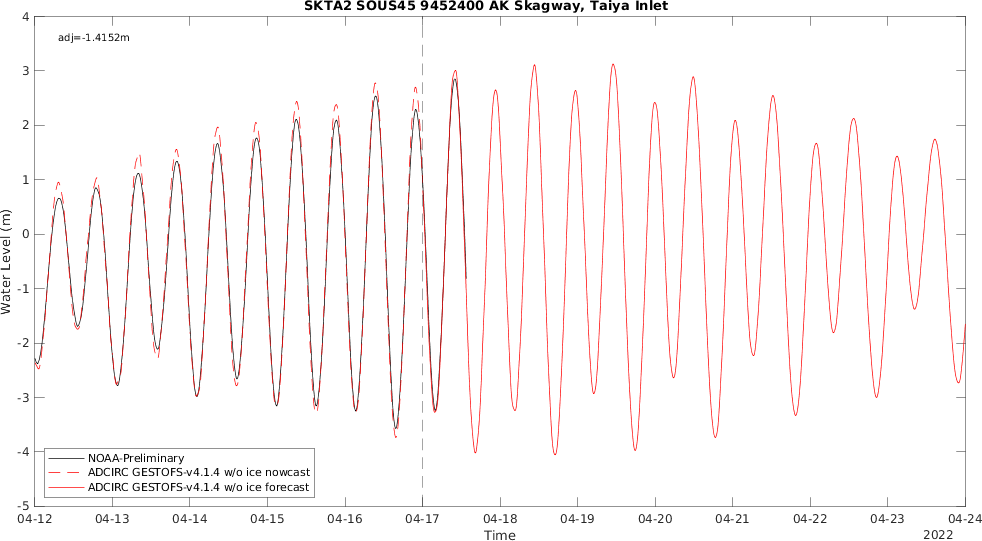 SKTA2 SOUS45 9452400 AK Skagway, Taiya Inlet
adj=-1.4152m
4
3
2
1
0
-1
-2
-3
-4
-5
Water Level (m)
NOAA-Preliminary
ADCIRC GESTOFS-v4.1.4 w/o ice nowcast
ADCIRC GESTOFS-v4.1.4 w/o ice forecast
04-12 04-13 04-14 04-15 04-16 04-17 04-18 04-19 04-20 04-21 04-22 04-23 04-24
Time
2022